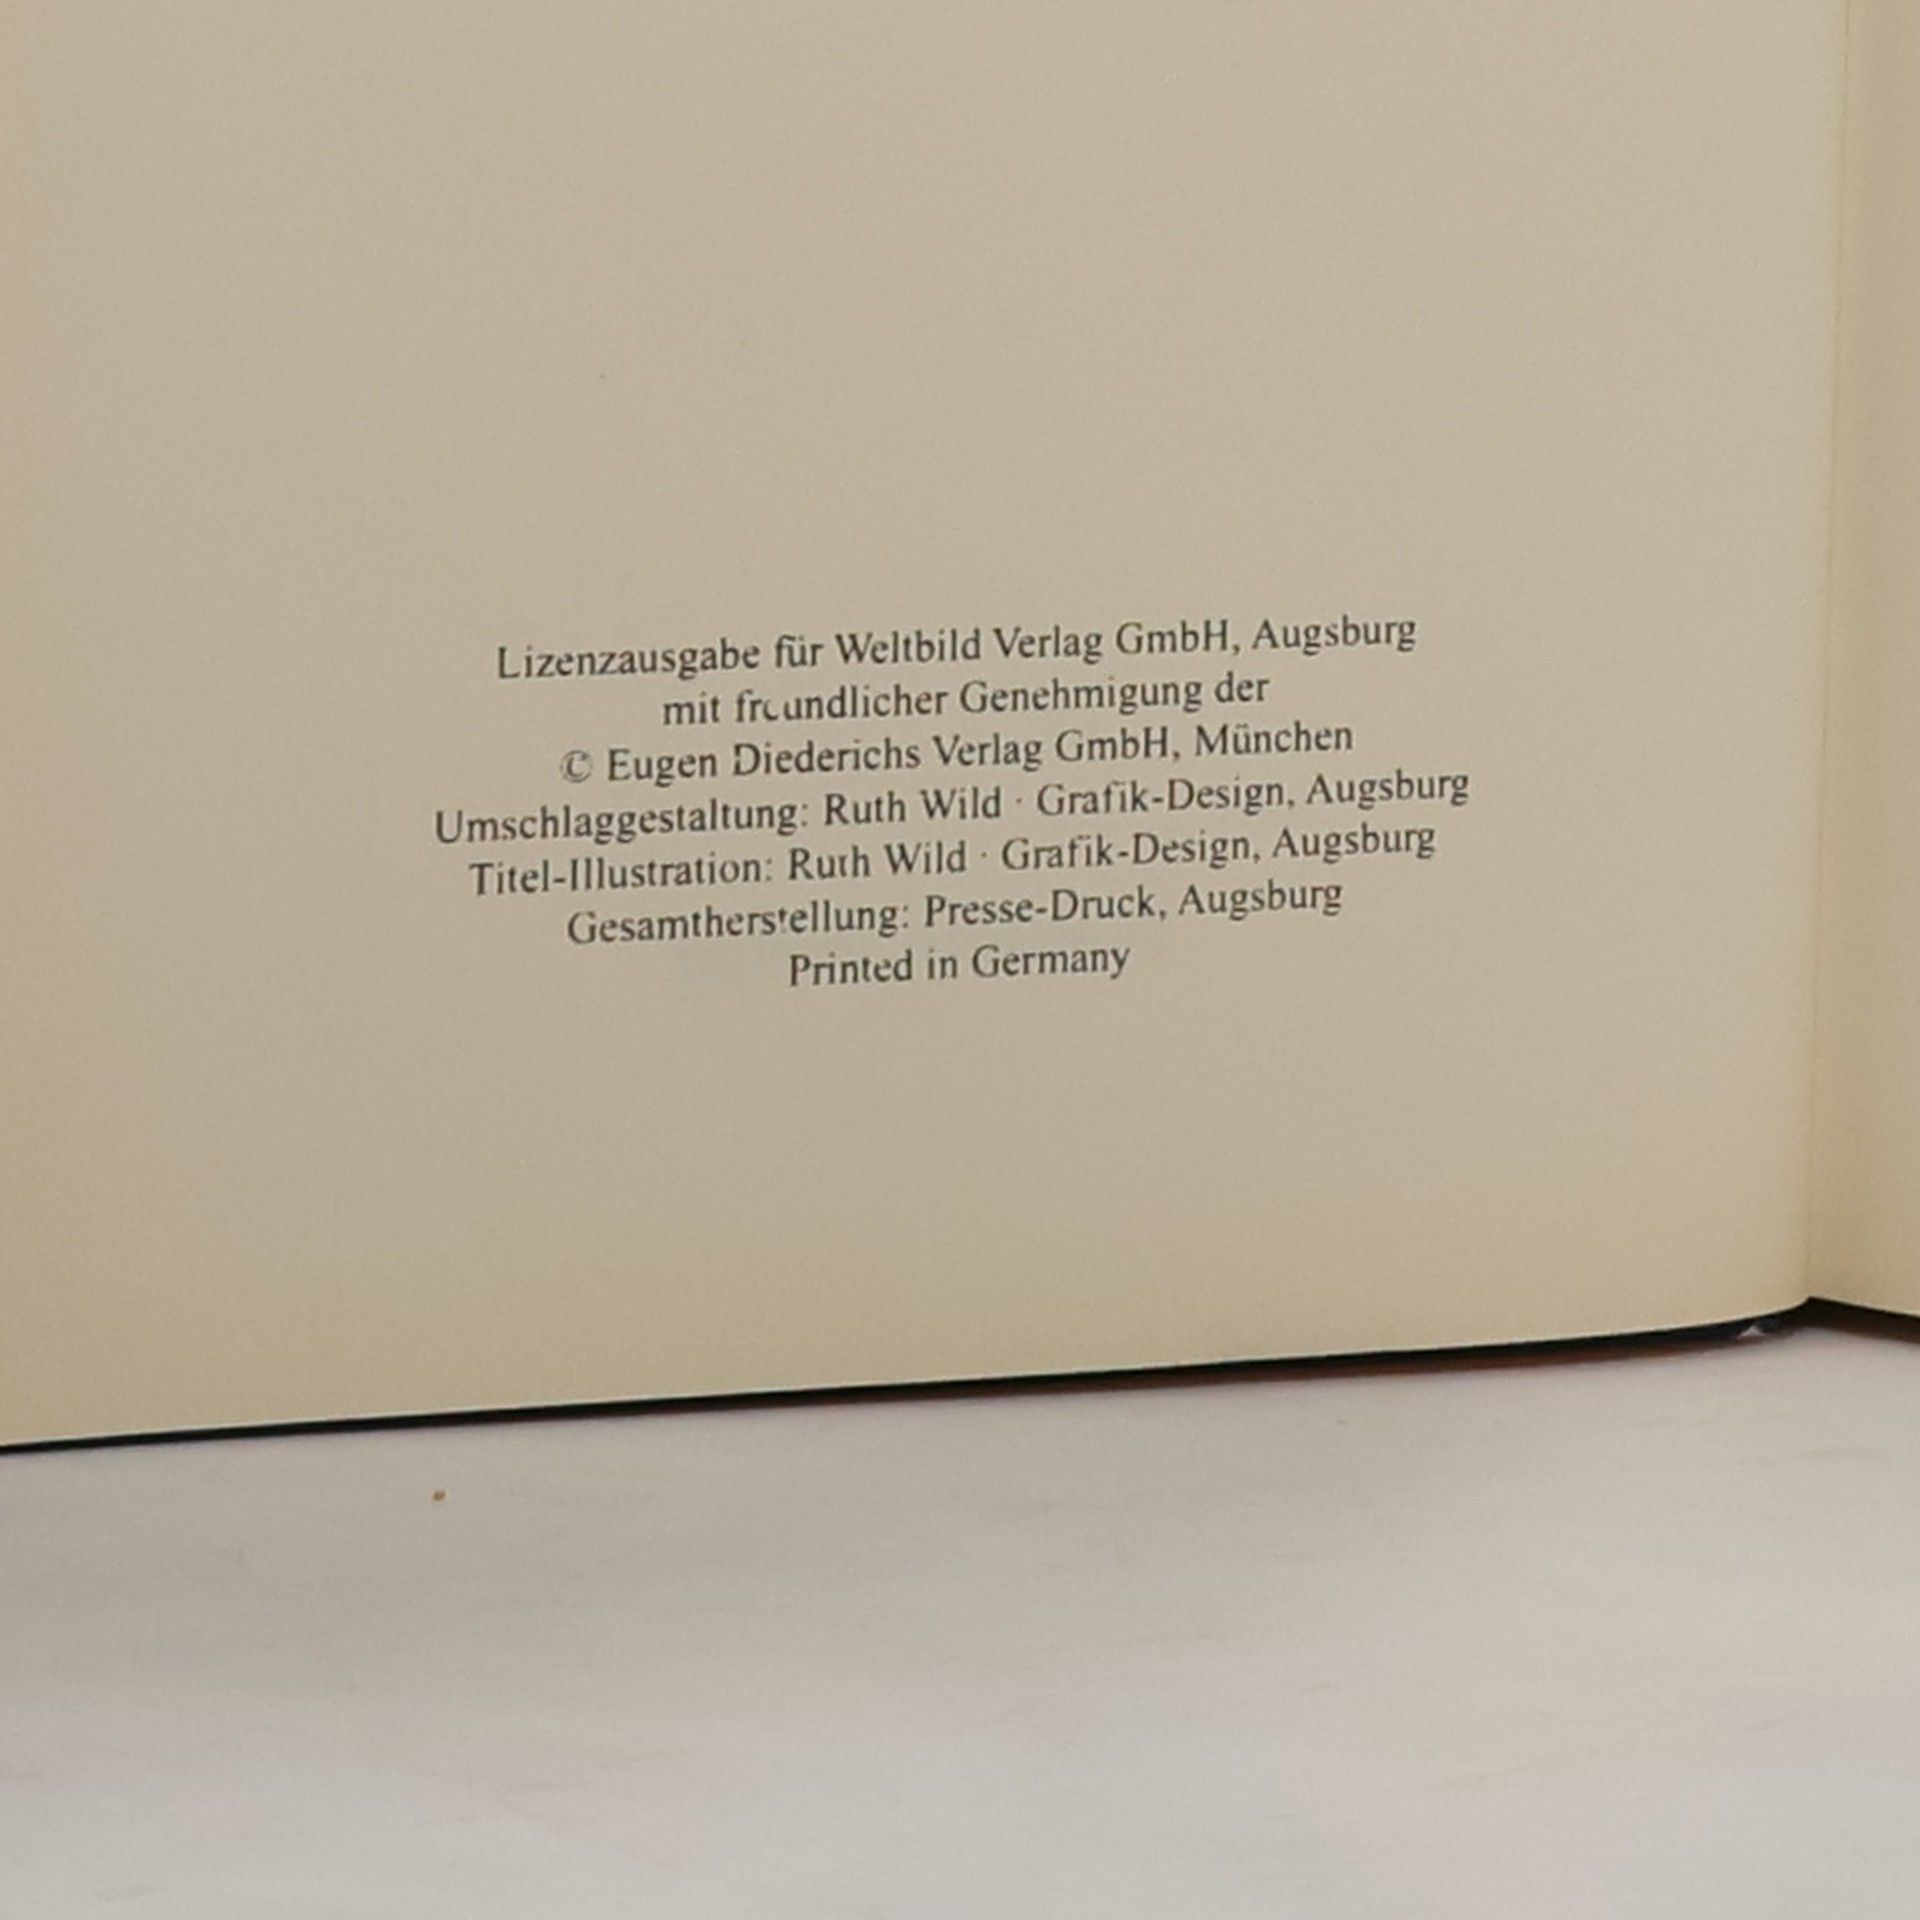 Lizenzausgabe für Weltbild Verlag GmbH, Augsburg
mit freundlicher Genehmigung der
© Eugen Diederichs Verlag GmbH, München
Umschlaggestaltung: Ruth Wild · Grafik-Design, Augsburg
Titel-Illustration: Ruth Wild · Grafik-Design, Augsburg
Gesamtherstellung: Presse-Druck, Augsburg
Printed in Germany